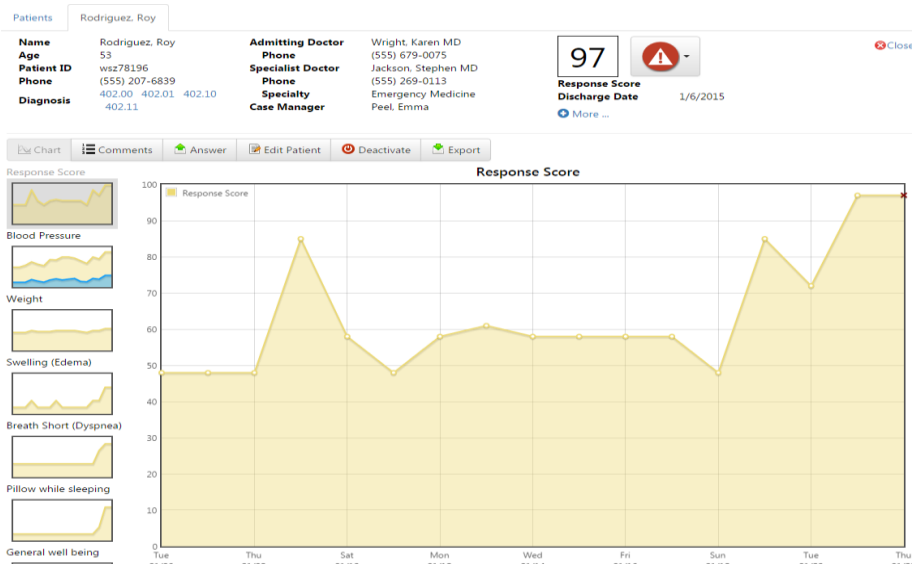 Patients Rodriguez, Roy
Name Rodriguez, Roy Admitting Doctor Wright, Karen MD 97 Close
Age 53 Phone (555) 679-0075
Patient ID wsz78196 Specialist Doctor Jackson, Stephen MD
Phone (555) 207-6839 Phone (555) 269-0113
Diagnosis 402.00 402.01 402.10 Specialty Emergency Medicine Response Score
402.11 Case Manager Peel, Emma Discharge Date 1/6/2015
More ...
Chart Comments Answer Edit Patient Deactivate Export
Response Score
Response Score
Response Score
100
90
80
70
60
50
40
30
20
10
0
Blood Pressure
Weight
Swelling (Edema)
Breath Short (Dyspnea)
Pillow while sleeping
General well being
Tue Thu Sat Mon Wed Fri Sun Tue Thu